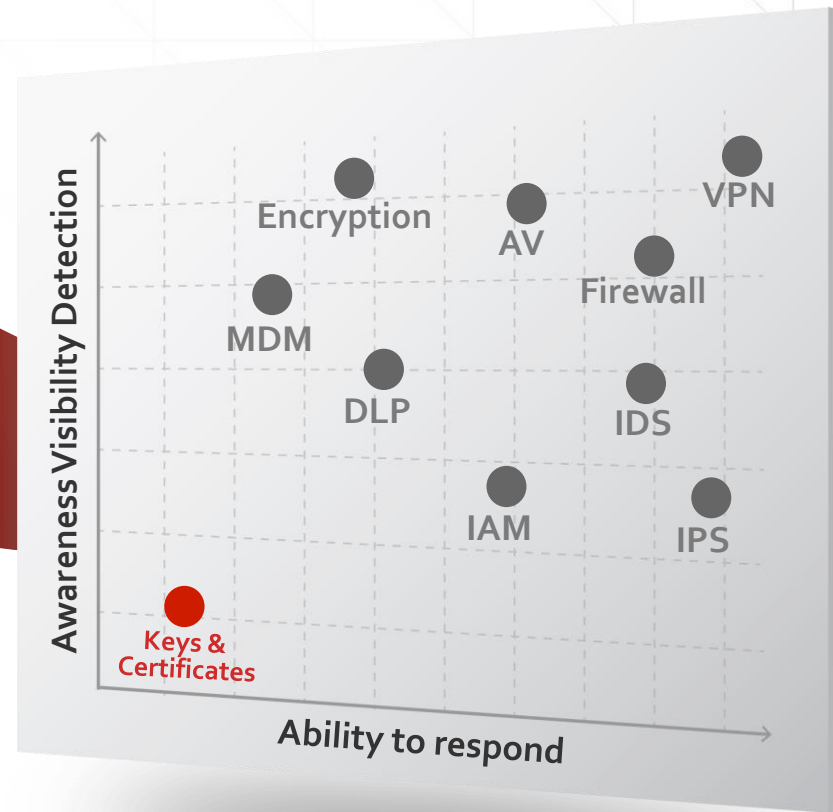 Awareness Visibility Detection
Encryption
AV
VPN
Firewall
MDM
DLP
IDS
IAM
IPS
Keys &
Certificates
Ability to respond